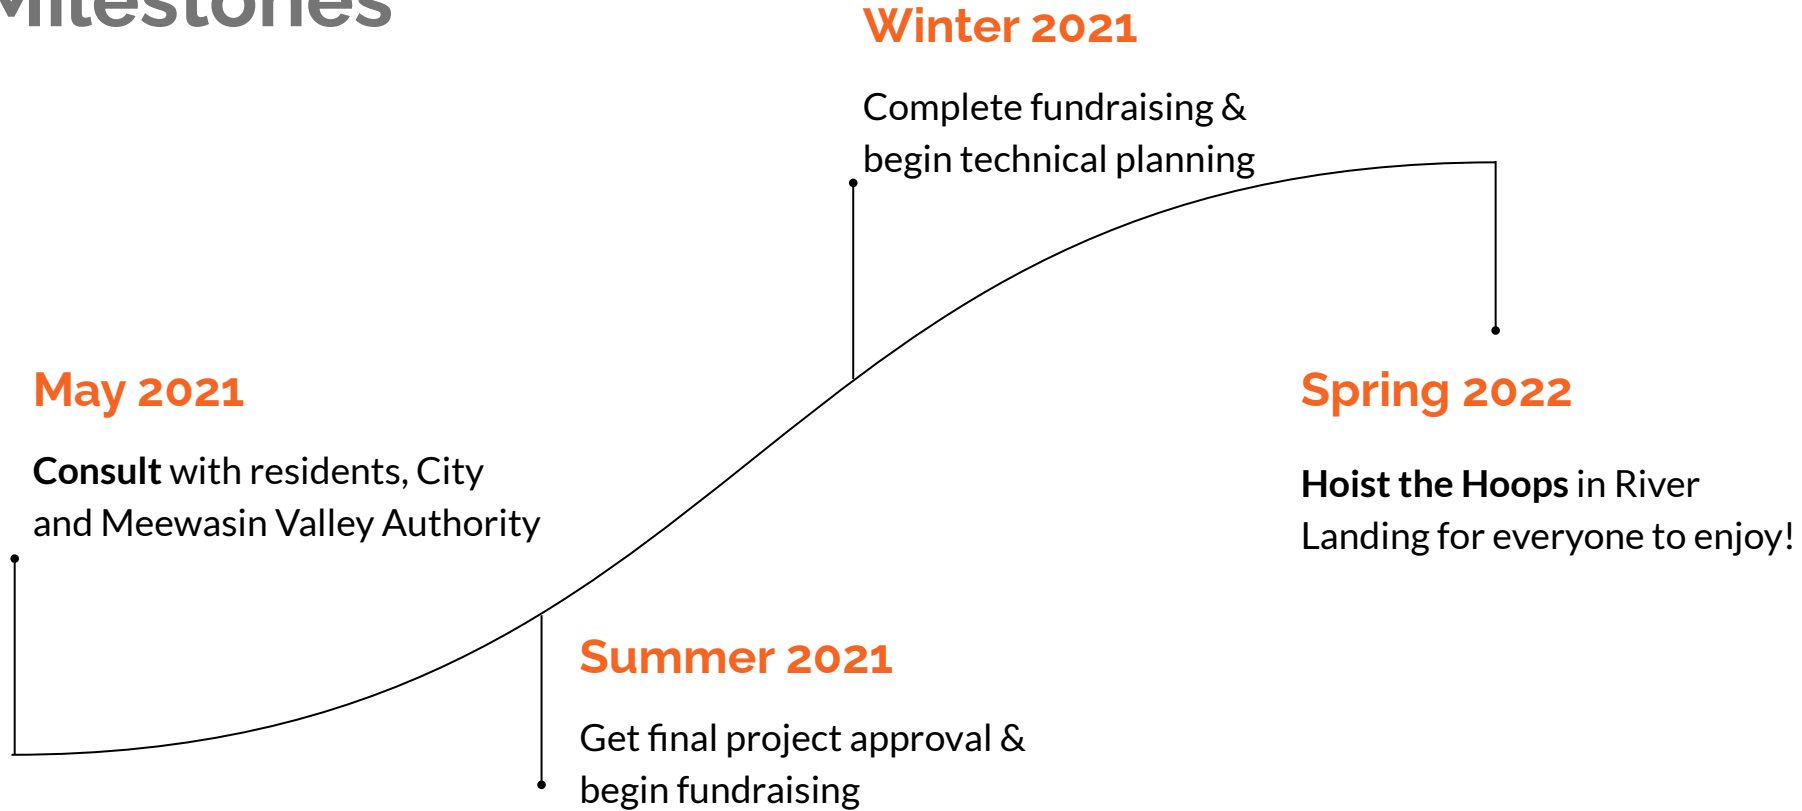 Milestones
Winter 2021
Complete fundraising &
begin technical planning
May 2021
Consult with residents, City
and Meewasin Valley Authority
Spring 2022
Hoist the Hoops in River
Landing for everyone to enjoy!
Summer 2021
Get final project approval &
begin fundraising